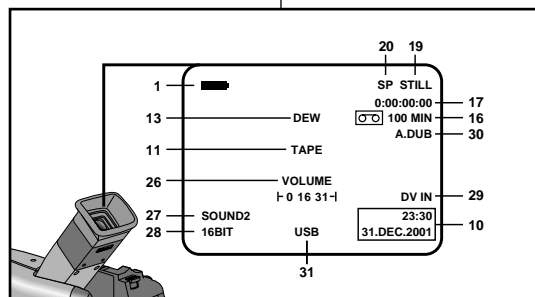 20 19
1 SP STILL
0:00:00:00 17
13 DEW 100 MIN 16
A.DUB 30
11 TAPE
26 VOLUME
0 16 31
DV IN 29
27 SOUND2 23:30
28 16BIT USB 31.DEC.2001 10
31